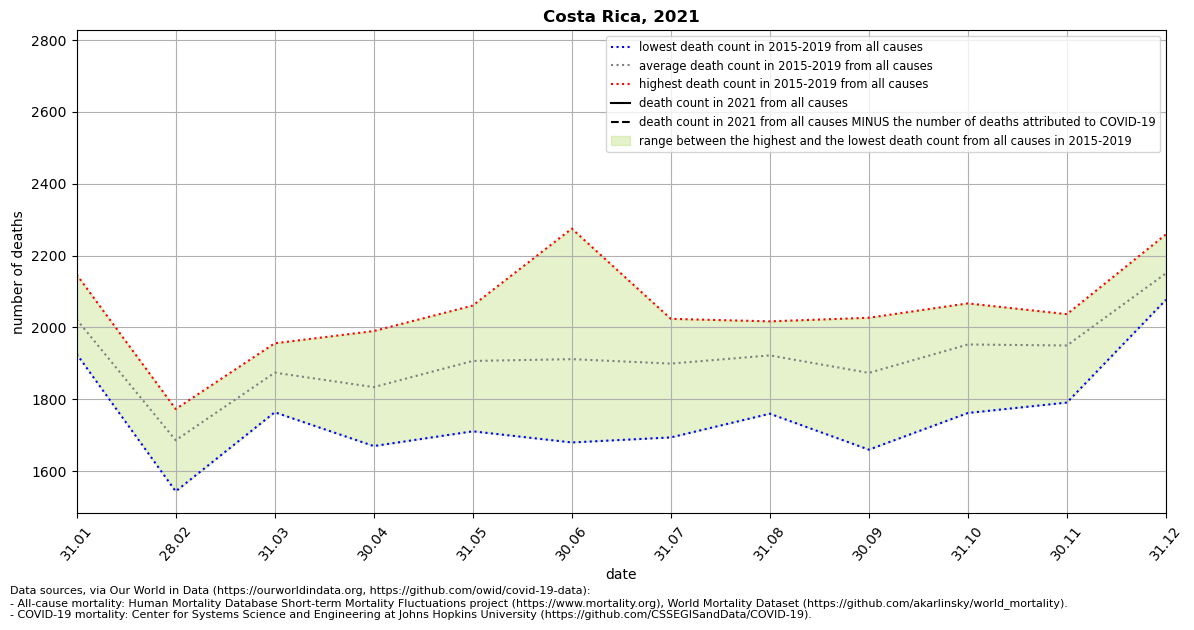 Costa Rica, 2021
lowest death count in 2015-2019 from all causes
average death count in 2015-2019 from all causes
highest death count in 2015-2019 from all causes
death count in 2021 from all causes
death count in 2021 from all causes MINUS the number of deaths attributed to COVID-19
range between the highest and the lowest death count from all causes in 2015-2019
number of deaths
2800
2600
2400
2200
2000
1800
1600
31.01
28.02
31.03
30.04
31.05
30.06
31.07
31.08
30.09
31.10
30.11
31.12
date
Data sources, via Our World in Data (https://ourworldindata.org, https://github.com/owid/covid-19-data):
- All-cause mortality: Human Mortality Database Short-term Mortality Fluctuations project (https://www.mortality.org), World Mortality Dataset (https://github.com/akarlinsky/world_mortality).
- COVID-19 mortality: Center for Systems Science and Engineering at Johns Hopkins University (https://github.com/CSSEGISandData/COVID-19).